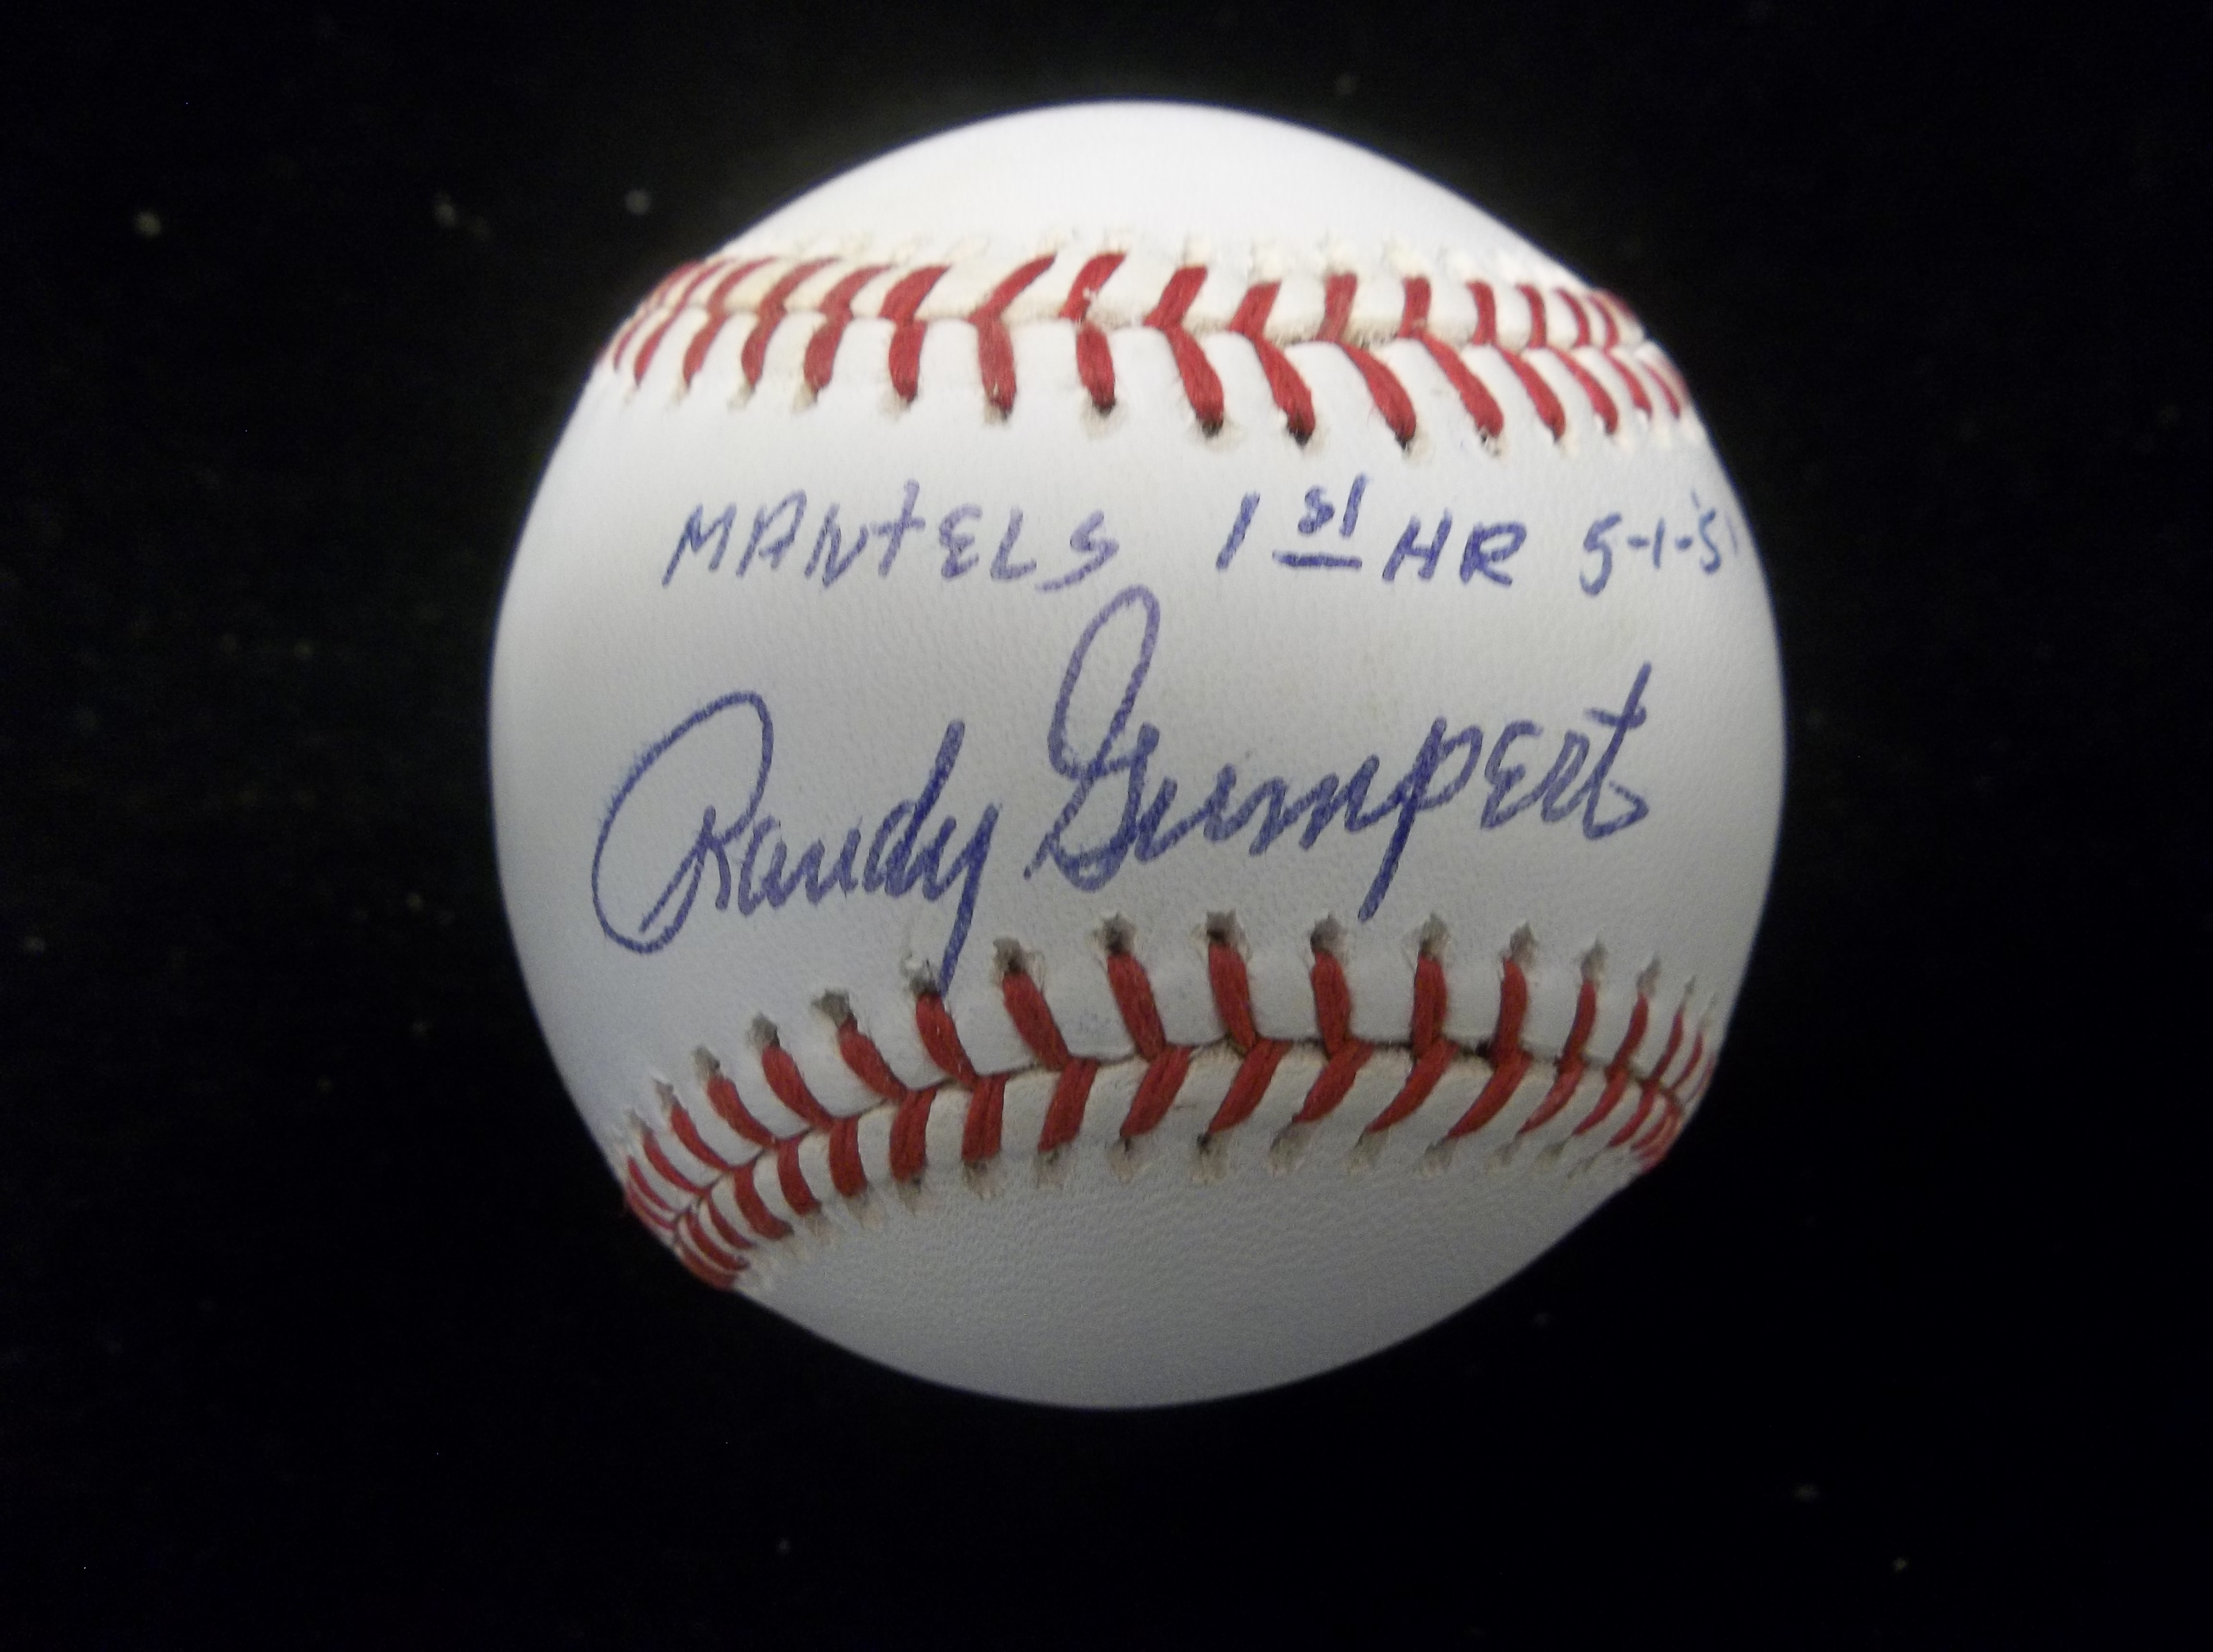 MANtELS 1st HR 5-1-'51
Randy Gumpert